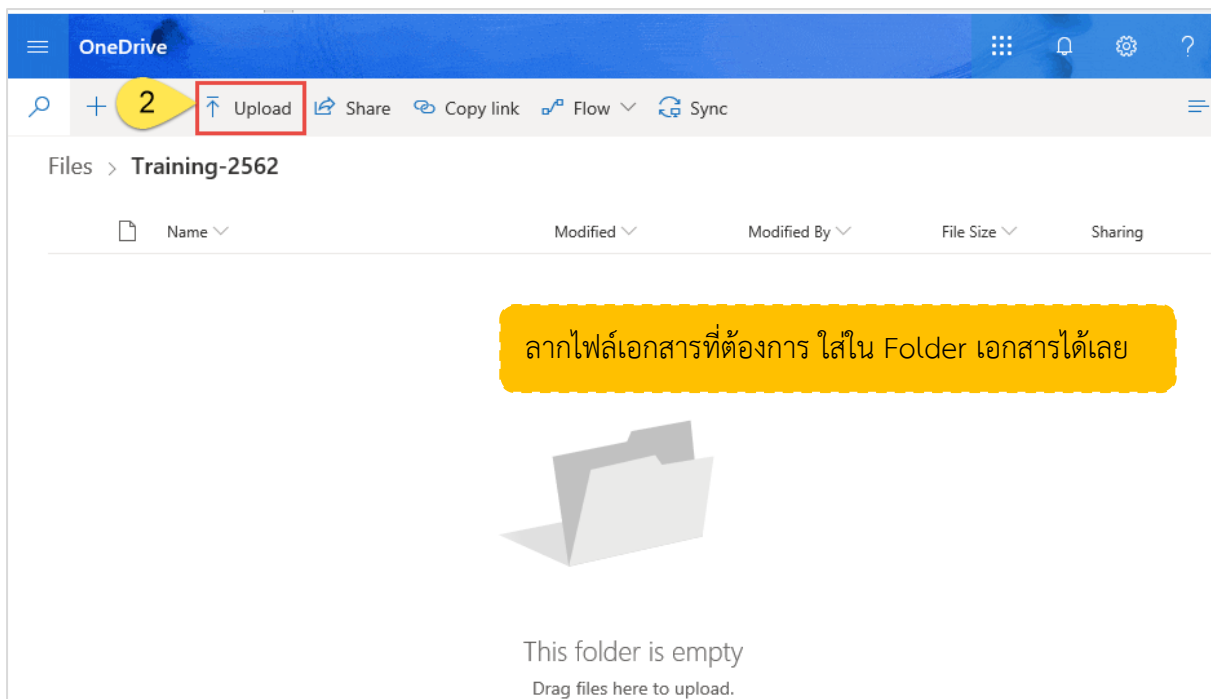 OneDrive
2 Upload Share Copy link Flow Sync
Files > Training-2562
Name Modified Modified By File Size Sharing
ลากไฟล์เอกสารที่ต้องการ ใส่ใน Folder เอกสารได้เลย
This folder is empty
Drag files here to upload.